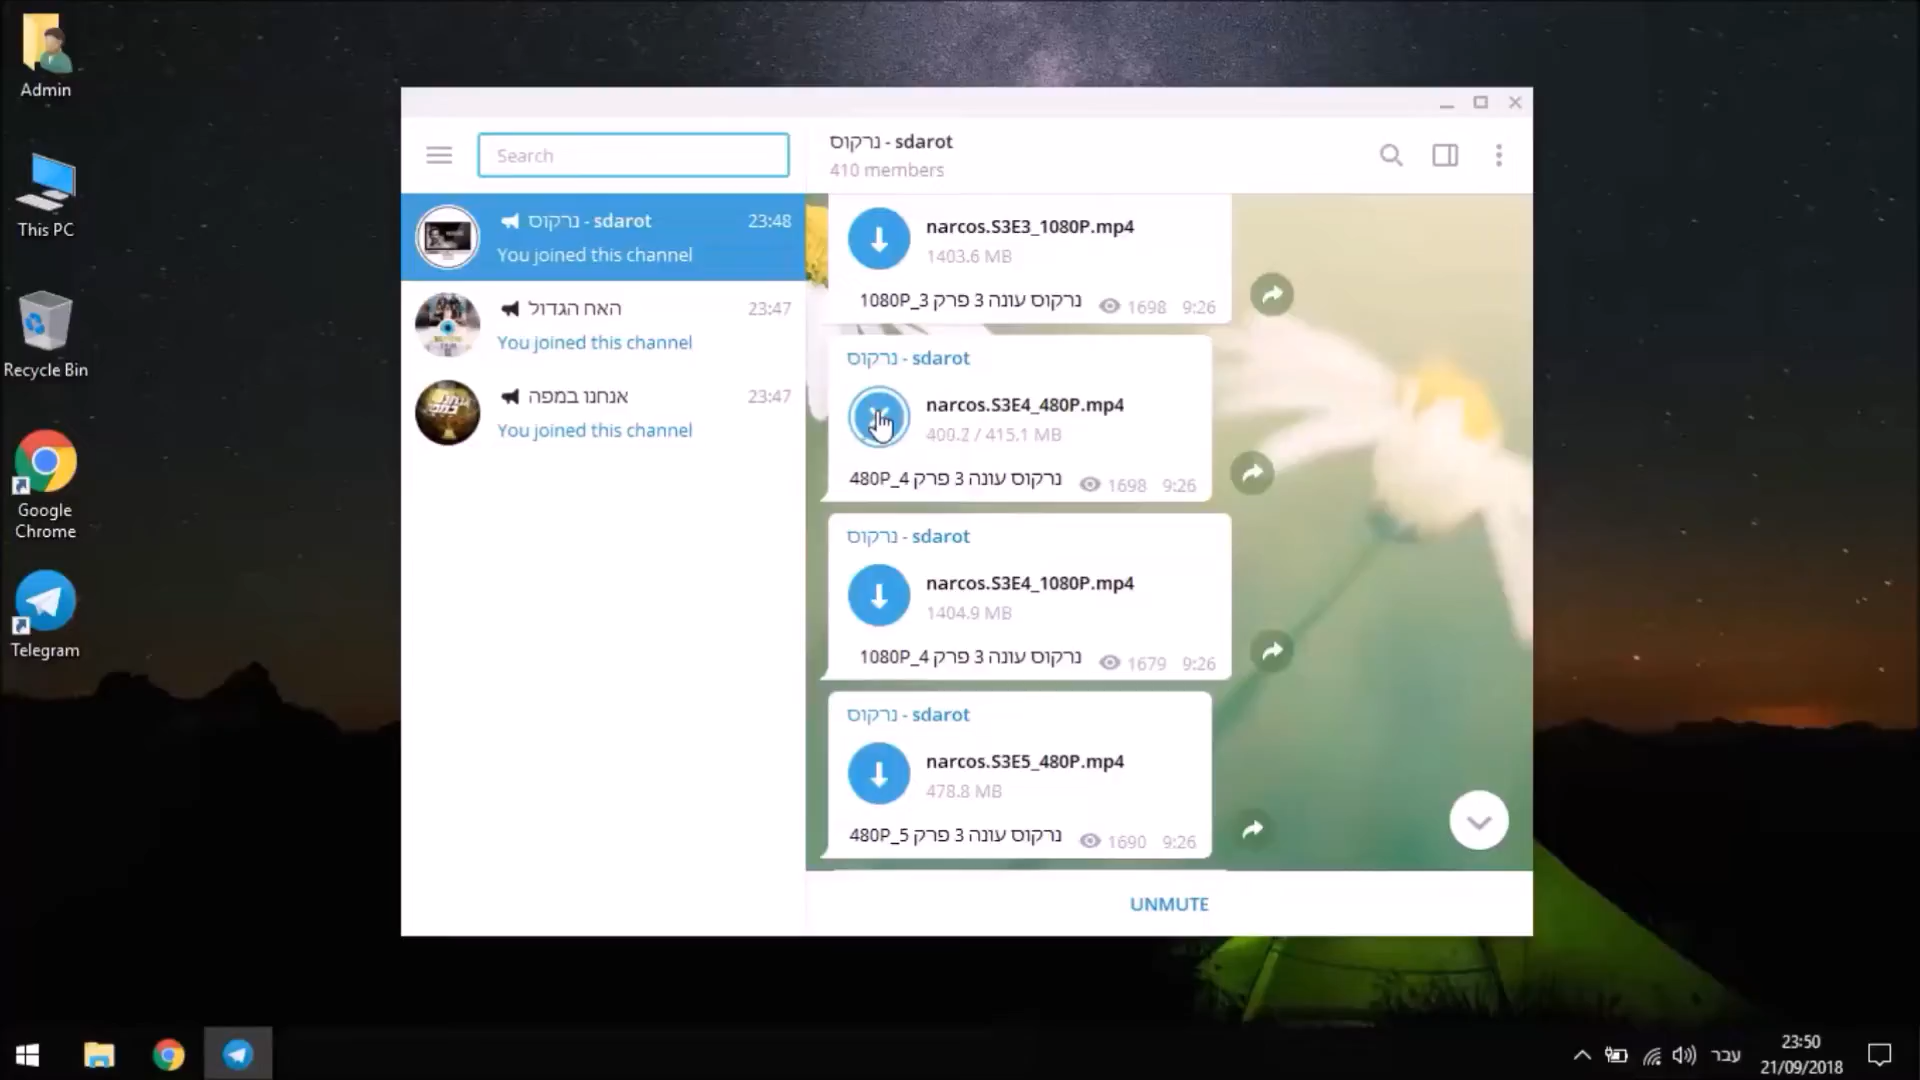 Admin
This PC
Recycle Bin
Google
Chrome
Telegram
Search
נרקוס - sdarot
23:48
You joined this channel
האח הגדול
23:47
You joined this channel
אנחנו במפה
23:47
You joined this channel
נרקוס - sdarot
410 members
narcos.S3E3_1080P.mp4
1403.6 MB
נרקוס עונה 3 פרק 3_1080P
1698 9:26
נרקוס - sdarot
narcos.S3E4_480P.mp4
400.2 / 415.1 MB
נרקוס עונה 3 פרק 4_480P
1698 9:26
נרקוס - sdarot
narcos.S3E4_1080P.mp4
1404.9 MB
נרקוס עונה 3 פרק 4_1080P
1679 9:26
נרקוס - sdarot
narcos.S3E5_480P.mp4
478.8 MB
נרקוס עונה 3 פרק 5_480P
1690 9:26
UNMUTE
עבר
23:50
21/09/2018